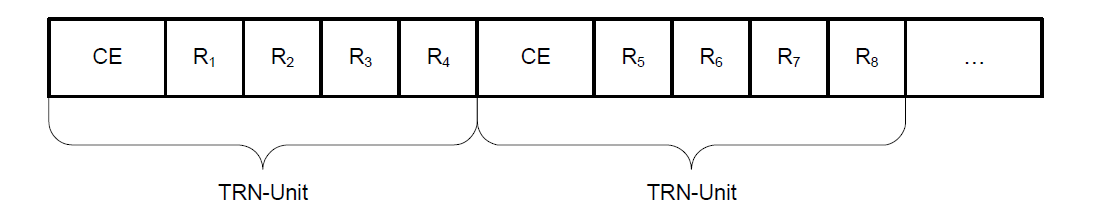 CE R₁ R₂ R₃ R₄ CE R₅ R₆ R₇ R₈ ...
TRN-Unit TRN-Unit